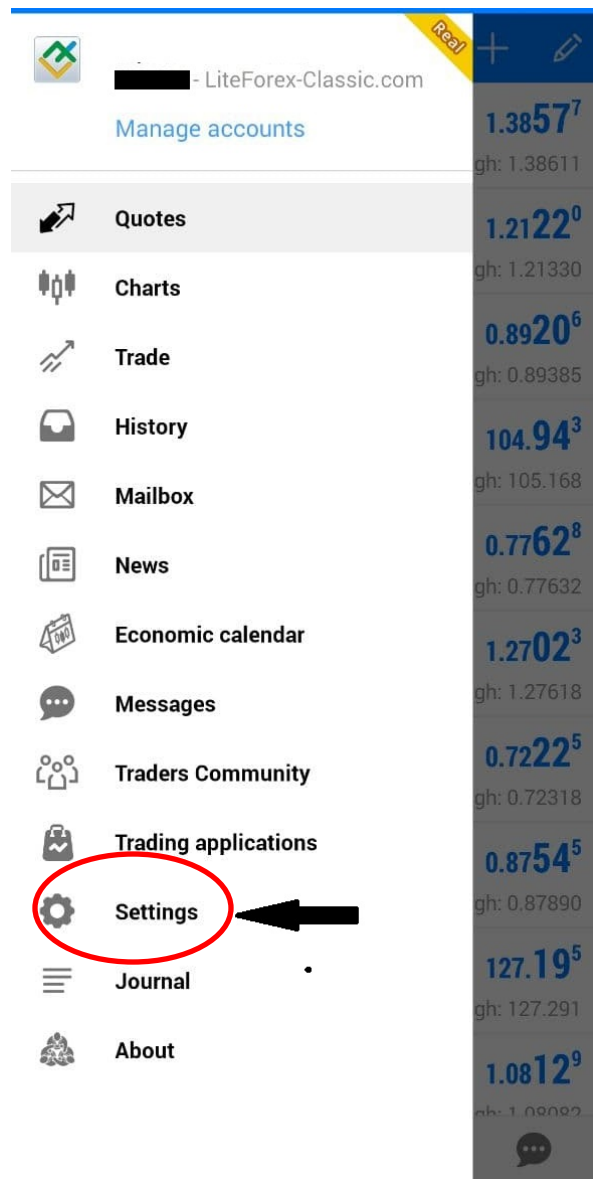 Real
- LiteForex-Classic.com
Manage accounts
1.38577
gh: 1.38611
Quotes
1.21220
gh: 1.21330
Charts
0.89206
gh: 0.89385
Trade
104.943
gh: 105.168
History
Mailbox
0.77628
gh: 0.77632
News
Economic calendar
1.27023
gh: 1.27618
Messages
0.72225
gh: 0.72318
Traders Community
Trading applications
0.87545
gh: 0.87890
Settings
127.195
gh: 127.291
Journal
About
1.08129
gh: 1.08082